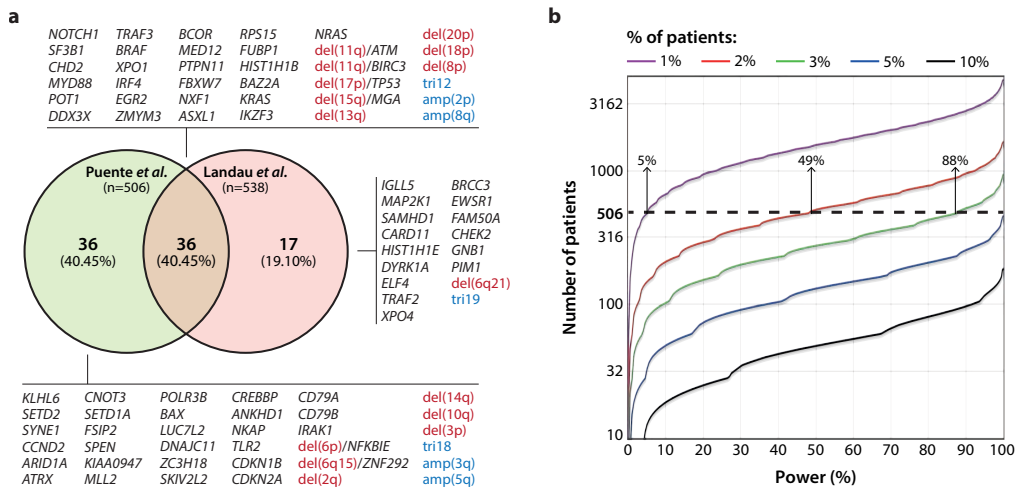 a
NOTCH1 TRAF3 BCOR RPS15 NRAS del(20p)
SF3B1 BRAF MED12 FUBP1 del(11q)/ATM del(18p)
CHD2 XPO1 PTPN11 HIST1H1B del(11q)/BIRC3 del(8p)
MYD88 IRF4 FBXW7 BAZ2A del(17p)/TP53 tri12
POT1 EGR2 NXF1 KRAS del(15q)/MGA amp(2p)
DDX3X ZMYM3 ASXL1 IKZF3 del(13q) amp(8q)
Puente et al. Landau et al.
(n=506) (n=538)
36 36 17
(40.45%) (40.45%) (19.10%)
IGLL5 BRCC3
MAP2K1 EWSR1
SAMHD1 FAM50A
CARD11 CHEK2
HIST1H1E GNB1
DYRK1A PIM1
ELF4 del(6q21)
TRAF2 tri19
XPO4
KLHL6 CNOT3 POLR3B CREBBP CD79A del(14q)
SETD2 SETD1A BAX ANKHD1 CD79B del(10q)
SYNE1 FSIP2 LUC7L2 NKAP IRAK1 del(3p)
CCND2 SPEN DNAJC11 TLR2 del(6p)/NFKBIE tri18
ARID1A KIAA0947 ZC3H18 CDKN1B del(6q15)/ZNF292 amp(3q)
ATRX MLL2 SKIV2L2 CDKN2A del(2q) amp(5q)
b
% of patients:
1% 2% 3% 5% 10%
Number of patients
3162
1000
506
316
100
32
10
5% 49% 88%
0 10 20 30 40 50 60 70 80 90 100
Power (%)